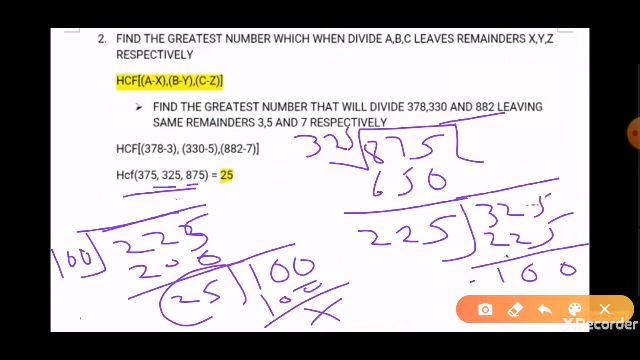 2. FIND THE GREATEST NUMBER WHICH WHEN DIVIDE A,B,C LEAVES REMAINDERS X,Y,Z
RESPECTIVELY
HCF[(A-X),(B-Y),(C-Z)]
➢ FIND THE GREATEST NUMBER THAT WILL DIVIDE 378,330 AND 882 LEAVING
SAME REMAINDERS 3,5 AND 7 RESPECTIVELY
HCF[(378-3), (330-5),(882-7)]
Hcf(375, 325, 875) = 25
325 875
650
225 325
225
100
100 225
200
25 100
100
X
XRecorder